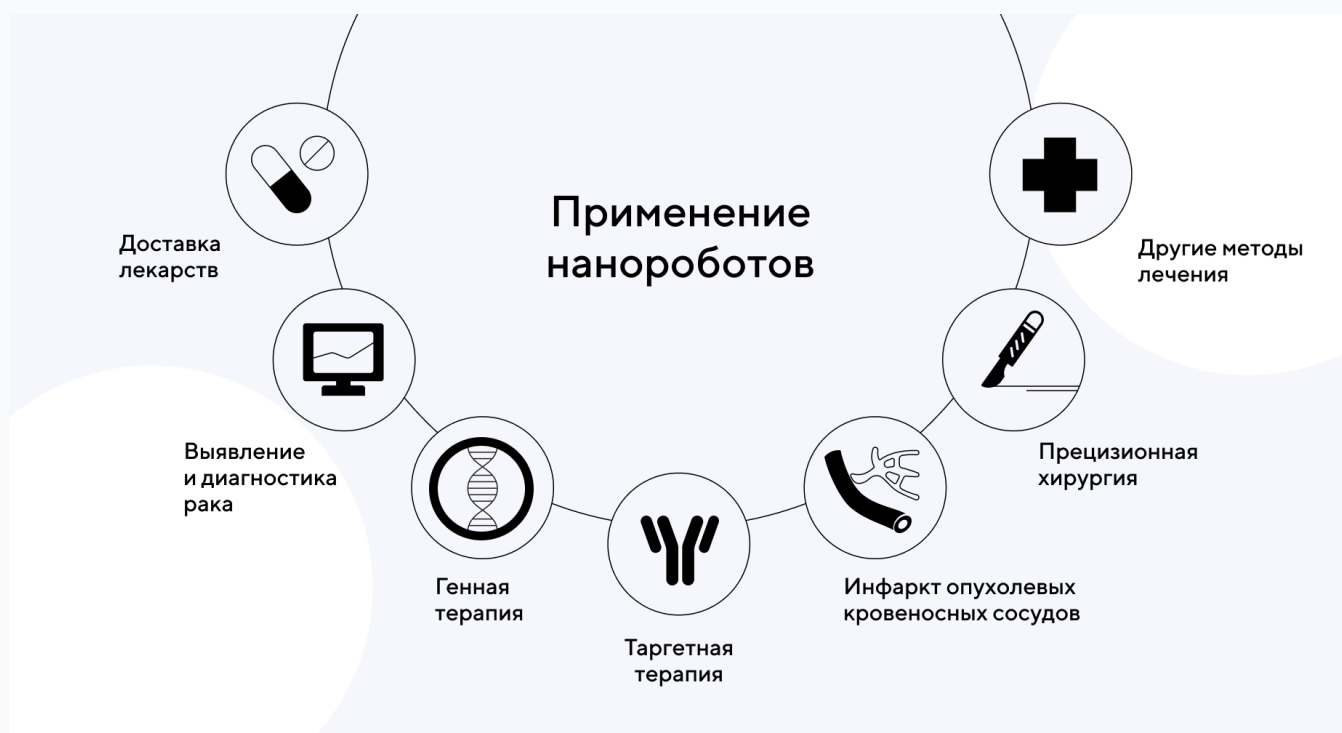 Применение
нанороботов
Доставка
лекарств
Выявление
и диагностика
рака
Генная
терапия
Таргетная
терапия
Инфаркт опухолевых
кровеносных сосудов
Прецизионная
хирургия
Другие методы
лечения